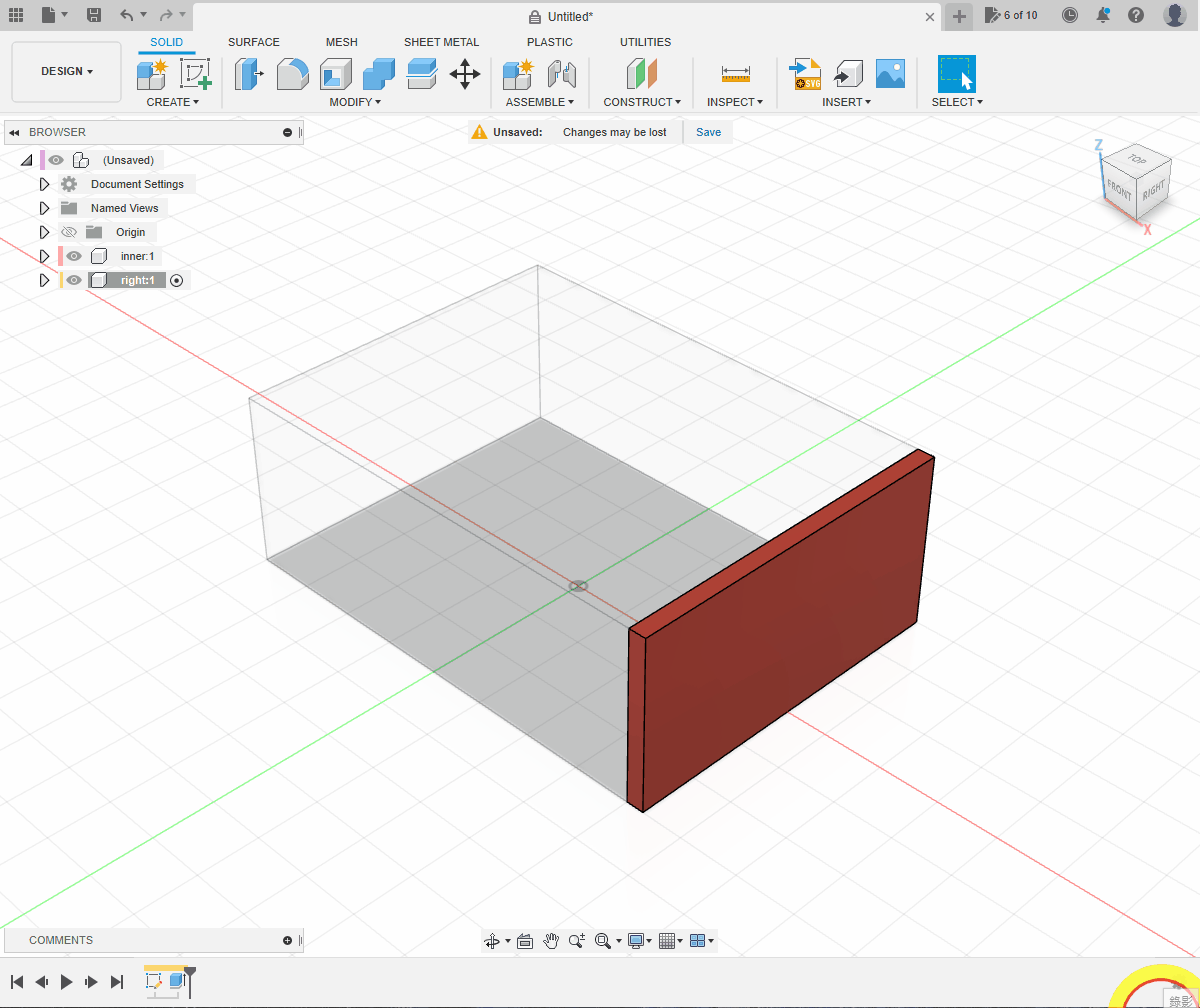 Untitled*
6 of 10
DESIGN
SOLID
SURFACE
MESH
SHEET METAL
PLASTIC
UTILITIES
SVG
CREATE
MODIFY
ASSEMBLE
CONSTRUCT
INSPECT
INSERT
SELECT
BROWSER
Unsaved:
Changes may be lost
Save
(Unsaved)
Document Settings
Named Views
Origin
inner:1
right:1
Z
TOP
FRONT
RIGHT
X
COMMENTS
錄影